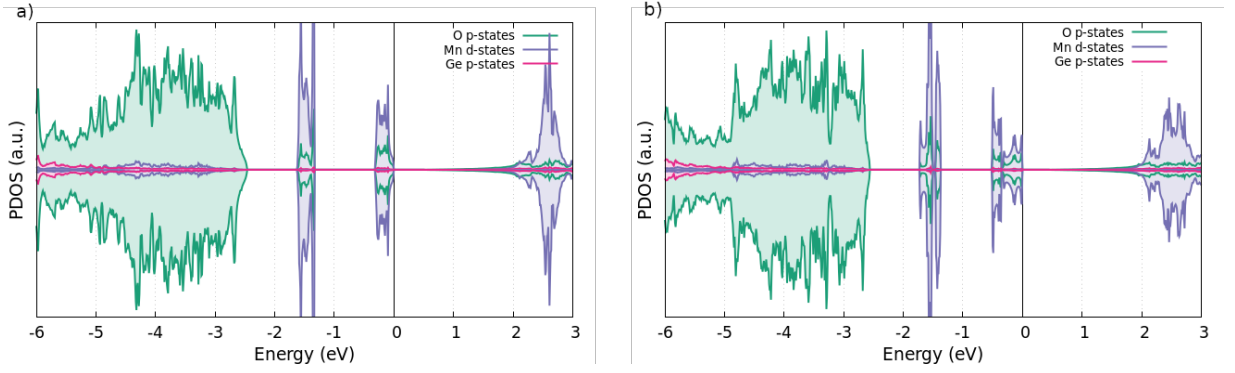 a)
O p-states
Mn d-states
Ge p-states
PDOS (a.u.)
-6 -5 -4 -3 -2 -1 0 1 2 3
Energy (eV)
b)
O p-states
Mn d-states
Ge p-states
PDOS (a.u.)
-6 -5 -4 -3 -2 -1 0 1 2 3
Energy (eV)